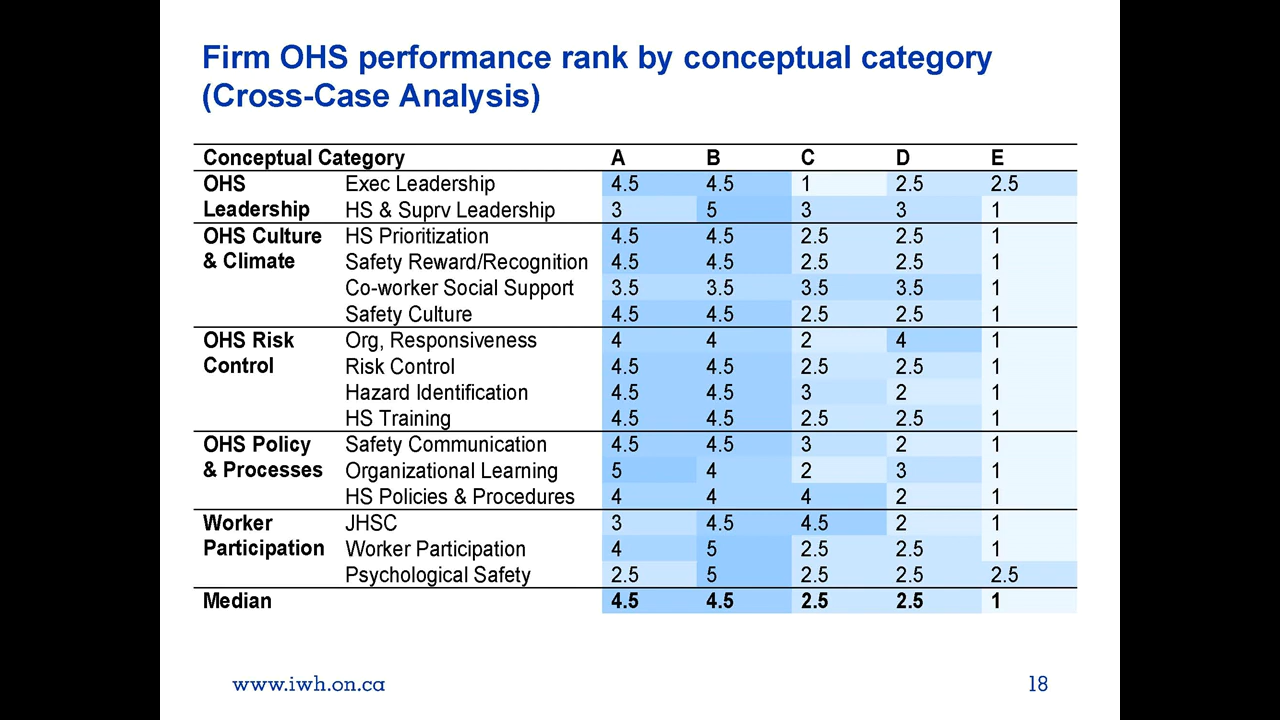 Firm OHS performance rank by conceptual category
(Cross-Case Analysis)
Conceptual Category A B C D E
OHS Exec Leadership 4.5 4.5 1 2.5 2.5
Leadership HS & Suprv Leadership 3 5 3 3 1
OHS Culture HS Prioritization 4.5 4.5 2.5 2.5 1
& Climate Safety Reward/Recognition 4.5 4.5 2.5 2.5 1
Co-worker Social Support 3.5 3.5 3.5 3.5 1
Safety Culture 4.5 4.5 2.5 2.5 1
OHS Risk Org, Responsiveness 4 4 2 4 1
Control Risk Control 4.5 4.5 2.5 2.5 1
Hazard Identification 4.5 4.5 3 2 1
HS Training 4.5 4.5 2.5 2.5 1
OHS Policy Safety Communication 4.5 4.5 3 2 1
& Processes Organizational Learning 5 4 2 3 1
HS Policies & Procedures 4 4 4 2 1
Worker JHSC 3 4.5 4.5 2 1
Participation Worker Participation 4 5 2.5 2.5 1
Psychological Safety 2.5 5 2.5 2.5 2.5
Median 4.5 4.5 2.5 2.5 1
www.iwh.on.ca 18